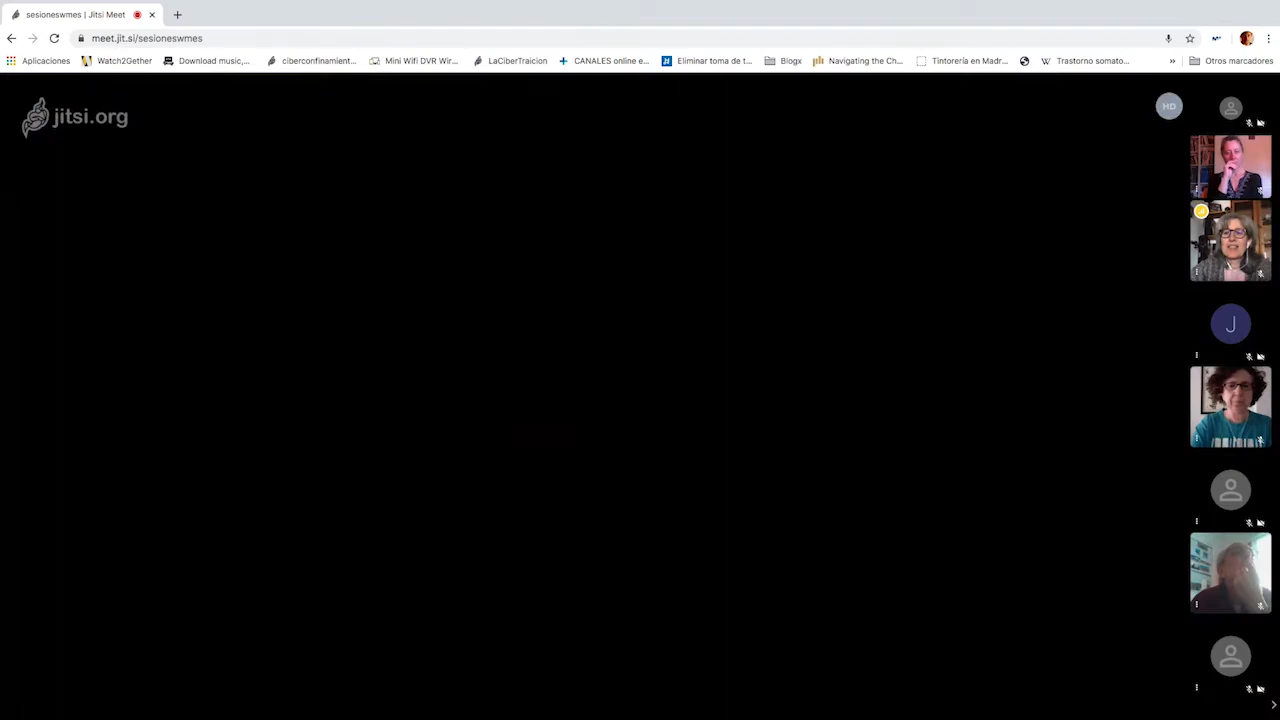 sesioneswmes | Jitsi Meet
meet.jit.si/sesioneswmes
Aplicaciones Watch2Gether Download music,... ciberconfinamient... Mini Wifi DVR Wir... LaCiberTraicion CANALES online e... Eliminar toma de t... Blogx Navigating the Ch... Tintorería en Madr... Trastorno somato... » Otros marcadores
jitsi.org
HD
J